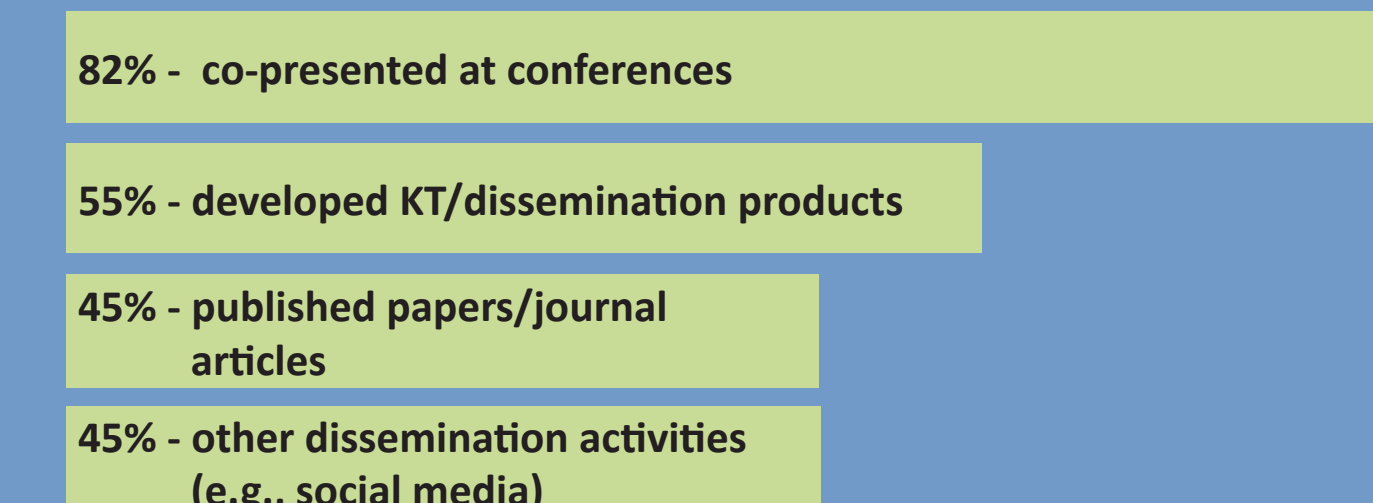 82% - co-presented at conferences
55% - developed KT/dissemination products
45% - published papers/journal
articles
45% - other dissemination activities
(e.g., social media)